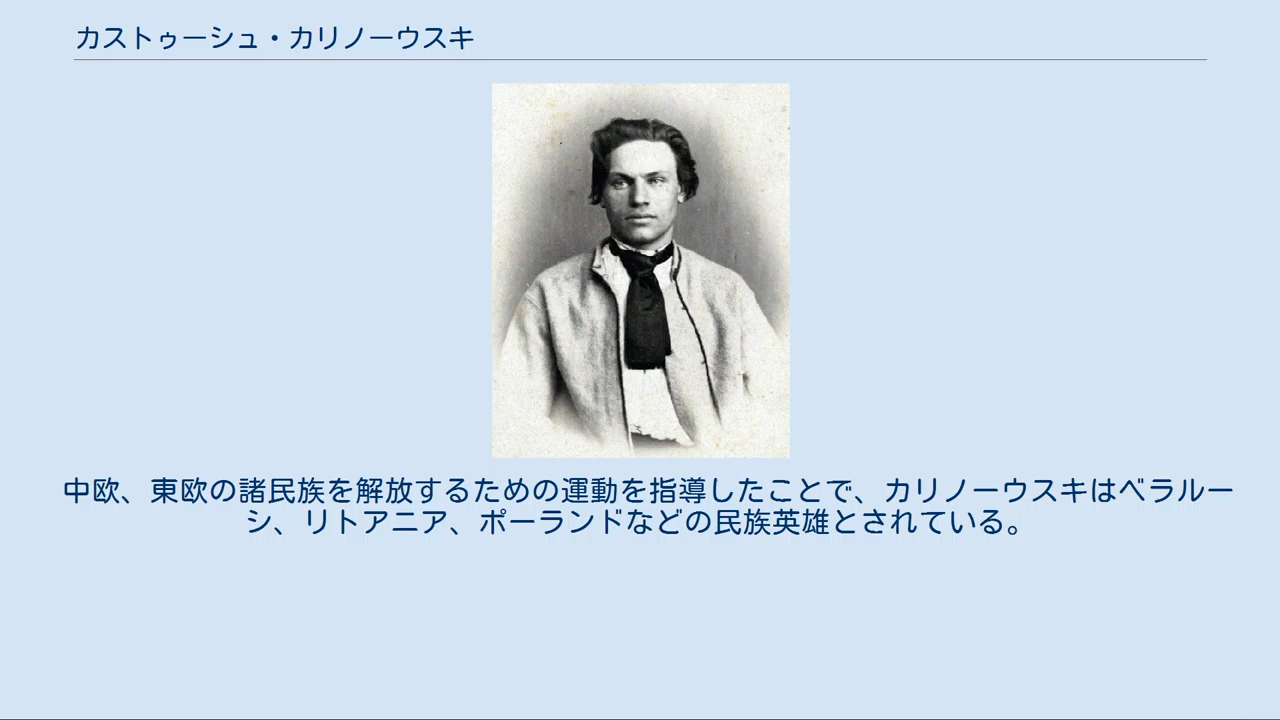 カストゥーシュ・カリノーウスキ
中欧、東欧の諸民族を解放するための運動を指導したことで、カリノーウスキはベラルー
シ、リトアニア、ポーランドなどの民族英雄とされている。